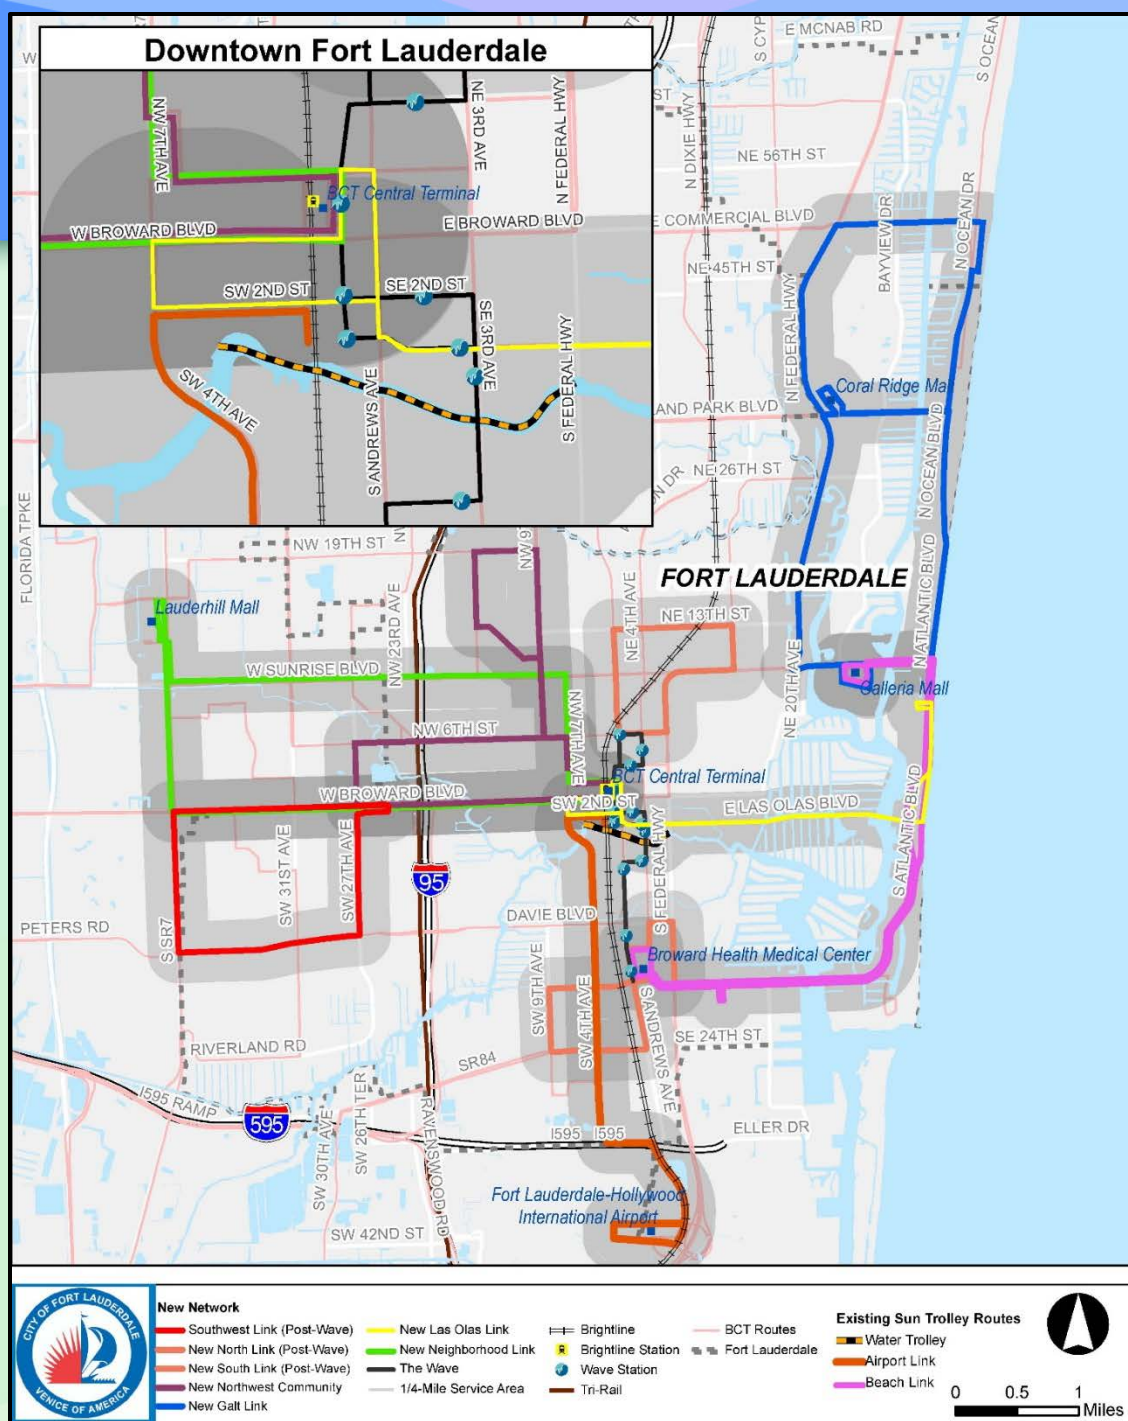 Downtown Fort Lauderdale
NW 7TH AVE
NE 3RD AVE
N FEDERAL HWY
BCT Central Terminal
W BROWARD BLVD
E BROWARD BLVD
SW 2ND ST
SE 2ND ST
SE 3RD AVE
SW 4TH AVE
S ANDREWS AVE
S FEDERAL HWY
E MCNAB RD
S OCEAN
S CYP
N DIXIE HWY
NE 56TH ST
E COMMERCIAL BLVD
BAYVIEW DR
N OCEAN DR
NE 45TH ST
N FEDERAL HWY
Coral Ridge Ma
LAND PARK BLVD
N OCEAN BLVD
NE 26TH ST
FLORIDA TPKE
NW 19TH ST
NW 9
FORT LAUDERDALE
N ATLANTIC BLVD
Lauderhill Mall
NW 23RD AVE
NE 4TH AVE
NE 13TH ST
W SUNRISE BLVD
NE 20TH AVE
Galleria Mall
NW 6TH ST
NW 7TH AVE
BCT Central Terminal
W BROWARD BLVD
SW 2ND ST
E LAS OLAS BLVD
SW 31ST AVE
SW 27TH AVE
95
S FEDERAL HWY
S ATLANTIC BLVD
PETERS RD
S SR7
DAVIE BLVD
Broward Health Medical Center
SW 9TH AVE
SW 4TH AVE
S ANDREWS AVE
SE 24TH ST
RIVERLAND RD
SR84
I595 RAMP
595
SW 30TH AVE
SW 26TH TER
RAVENSWOOD RD
I595
I595
ELLER DR
Fort Lauderdale-Hollywood
International Airport
SW 42ND ST
CITY OF FORT LAUDERDALE
VENICE OF AMERICA
New Network
Southwest Link (Post-Wave)
New North Link (Post-Wave)
New South Link (Post-Wave)
New Northwest Community
New Galt Link
New Las Olas Link
New Neighborhood Link
The Wave
1/4-Mile Service Area
Brightline
Brightline Station
Wave Station
Tri-Rail
BCT Routes
Fort Lauderdale
Existing Sun Trolley Routes
Water Trolley
Airport Link
Beach Link
0 0.5 1
Miles